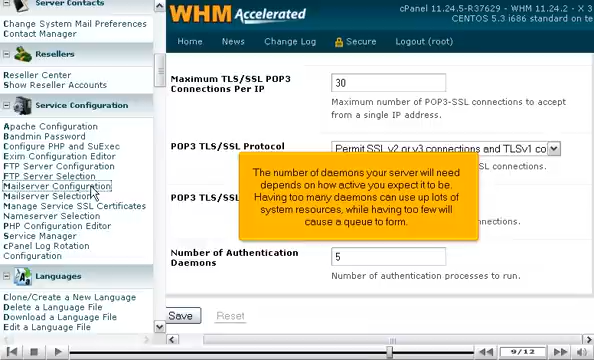 Server Contacts
Change System Mail Preferences
Contact Manager
Resellers
Reseller Center
Show Reseller Accounts
Service Configuration
Apache Configuration
Bandmin Password
Configure PHP and SuExec
Exim Configuration Editor
FTP Server Configuration
FTP Server Selection
Mailserver Configuration
Mailserver Selection
Manage Service SSL Certificates
Nameserver Selection
PHP Configuration Editor
Service Manager
cPanel Log Rotation
Configuration
Languages
Clone/Create a New Language
Delete a Language File
Download a Language File
Edit a Language File
WHM Accelerated
cPanel 11.24.5-R37629 - WHM 11.24.2 - X 3
CENTOS 5.3 i686 standard on te
Home News Change Log Secure Logout (root)
Maximum TLS/SSL POP3
Connections Per IP
30
Maximum number of POP3-SSL connections to accept
from a single IP address.
POP3 TLS/SSL Protocol
Permit SSL v2 or v3 connections and TLSv1 co
SSL connections.
The number of daemons your server will need
depends on how active you expect it to be.
Having too many daemons can use up lots of
system resources, while having too few will
cause a queue to form.
POP3 TLS/SS
connections.
Number of Authentication
Daemons
5
Number of authentication processes to run.
Save Reset
9/12